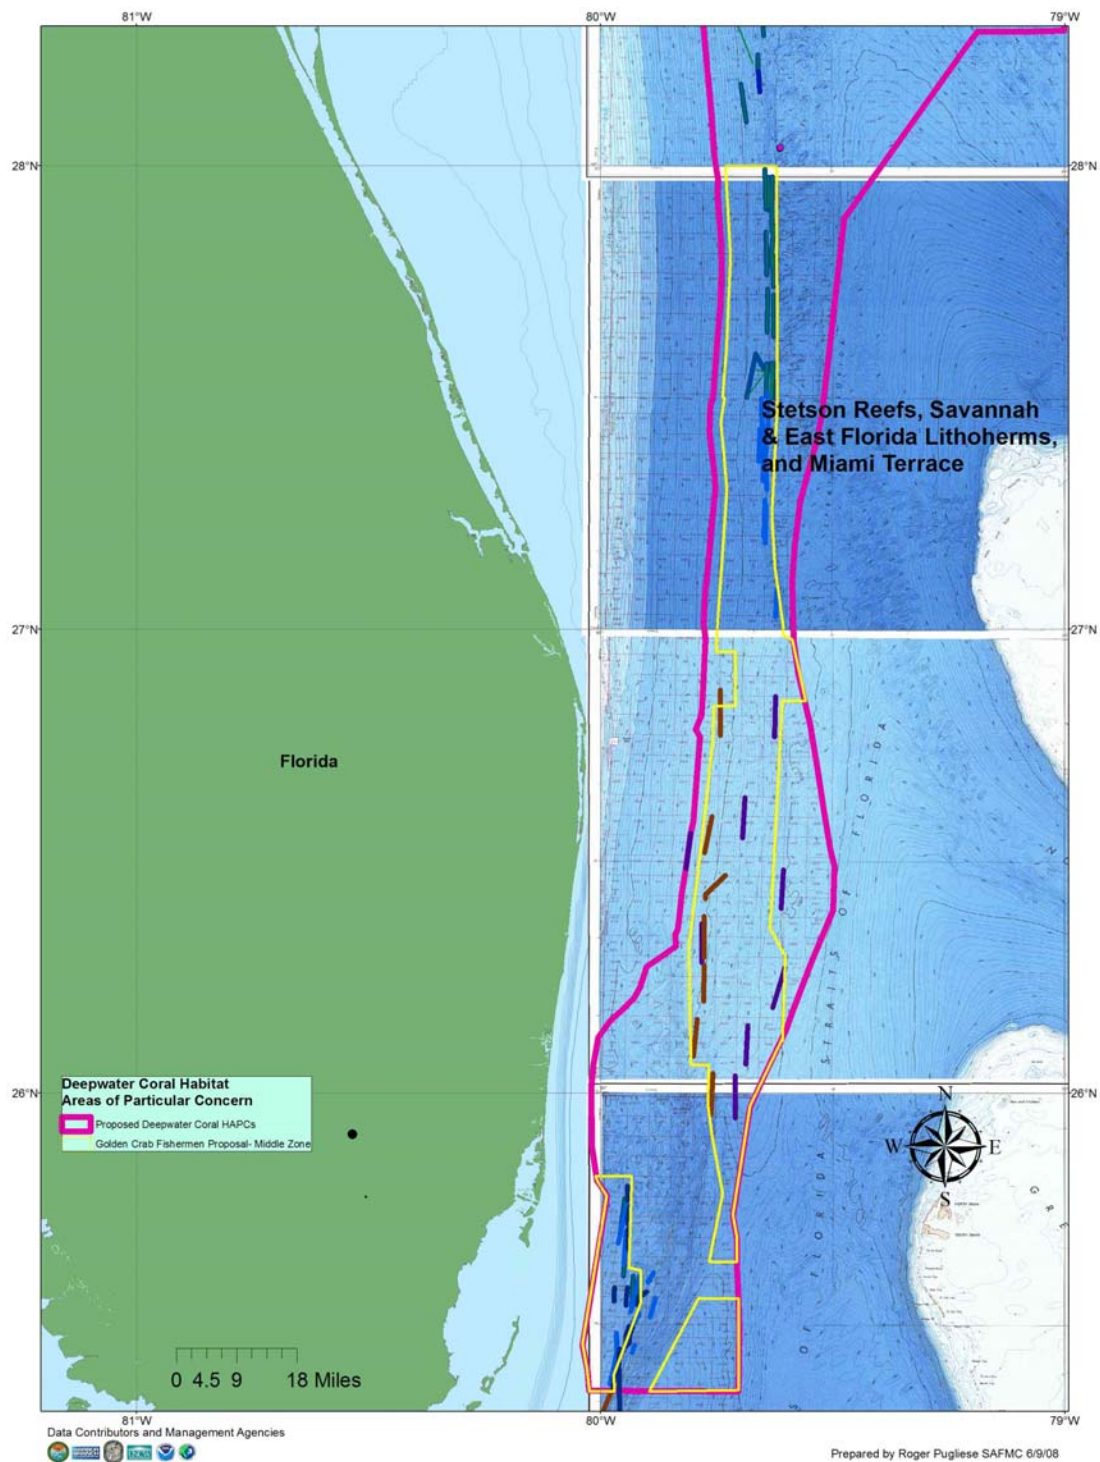 81°W
80°W
79°W
28°N
28°N
Stetson Reefs, Savannah
& East Florida Lithoherms,
and Miami Terrace
27°N
27°N
Florida
STRAITS OF FLORIDA
26°N
26°N
Deepwater Coral Habitat
Areas of Particular Concern
Proposed Deepwater Coral HAPCs
Golden Crab Fishermen Proposal- Middle Zone
N
W
E
S
OF FLORIDA
0 4.5 9 18 Miles
81°W
80°W
79°W
Data Contributors and Management Agencies
Prepared by Roger Pugliese SAFMC 6/9/08